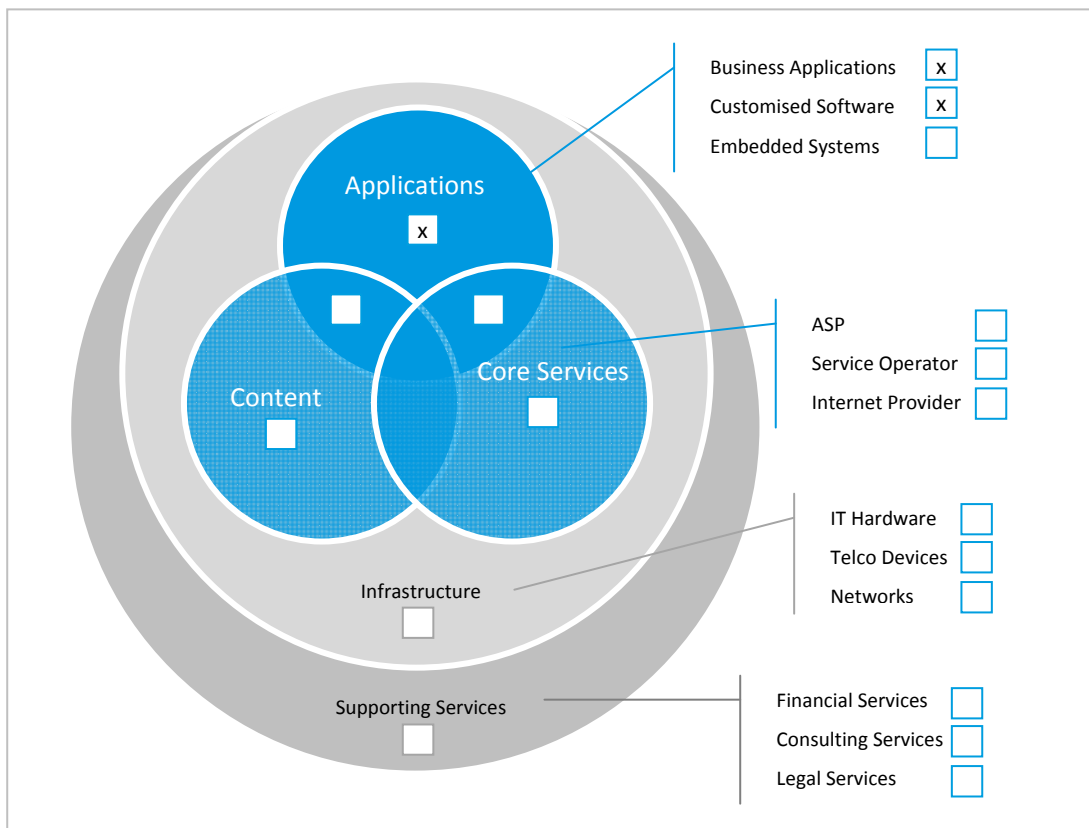 Business Applications x
Customised Software x
Embedded Systems
Applications
x
ASP
Service Operator
Internet Provider
Core Services
Content
IT Hardware
Telco Devices
Networks
Infrastructure
Supporting Services
Financial Services
Consulting Services
Legal Services